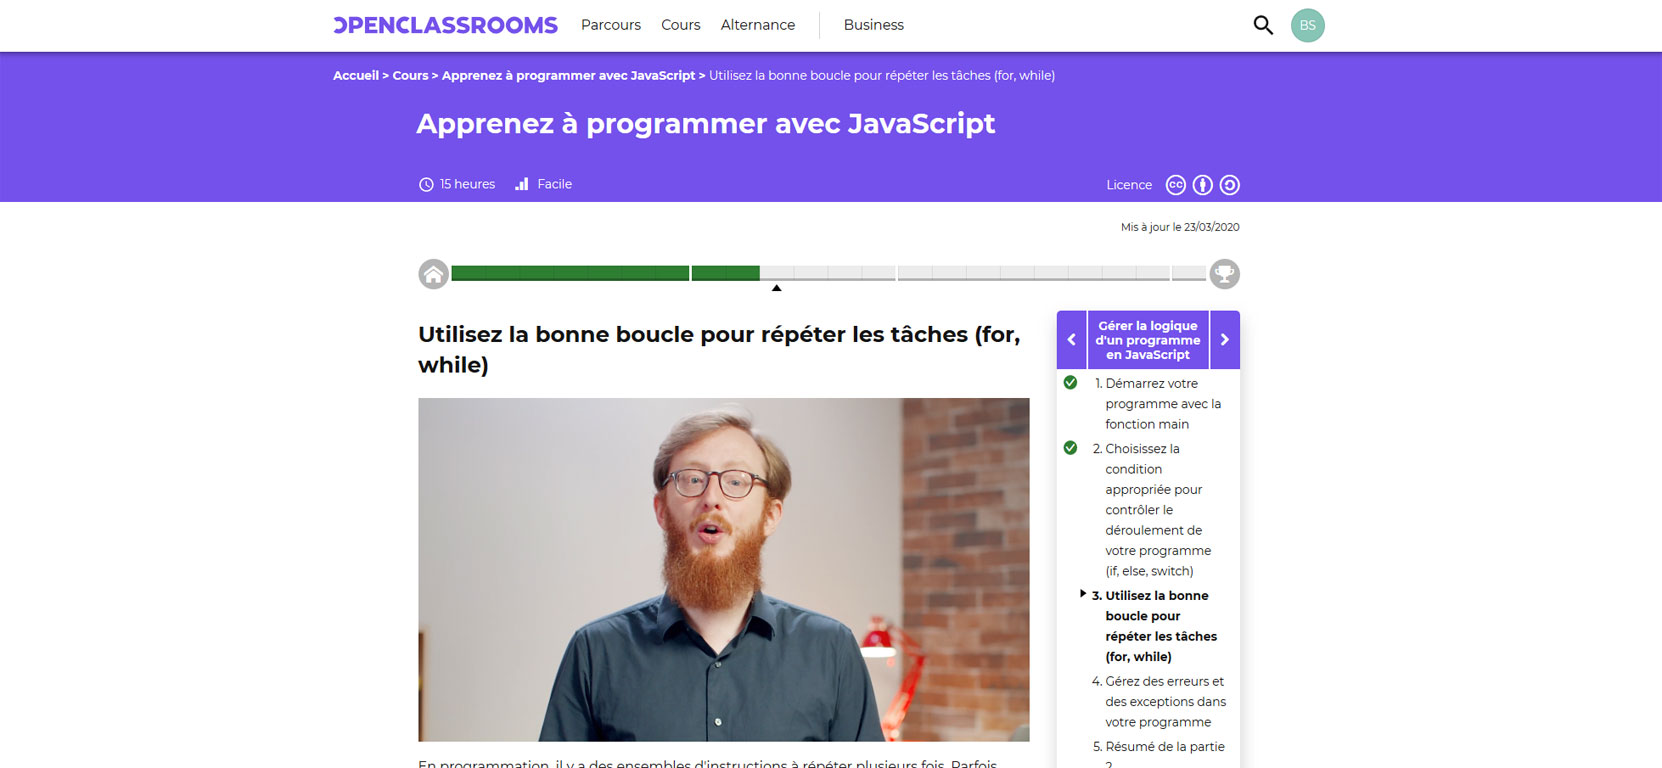 OPENCLASSROOMS Parcours Cours Alternance Business BS
Accueil > Cours > Apprenez à programmer avec JavaScript > Utilisez la bonne boucle pour répéter les tâches (for, while)
Apprenez à programmer avec JavaScript
15 heures Facile Licence CC
Mis à jour le 23/03/2020
Utilisez la bonne boucle pour répéter les tâches (for,
while)
En programmation, il y a des ensembles d'instructions à répéter plusieurs fois. Parfois,
Gérer la logique
d'un programme
en JavaScript
1. Démarrez votre
programme avec la
fonction main
2. Choisissez la
condition
appropriée pour
contrôler le
déroulement de
votre programme
(if, else, switch)
3. Utilisez la bonne
boucle pour
répéter les tâches
(for, while)
4. Gérez des erreurs et
des exceptions dans
votre programme
5. Résumé de la partie
2